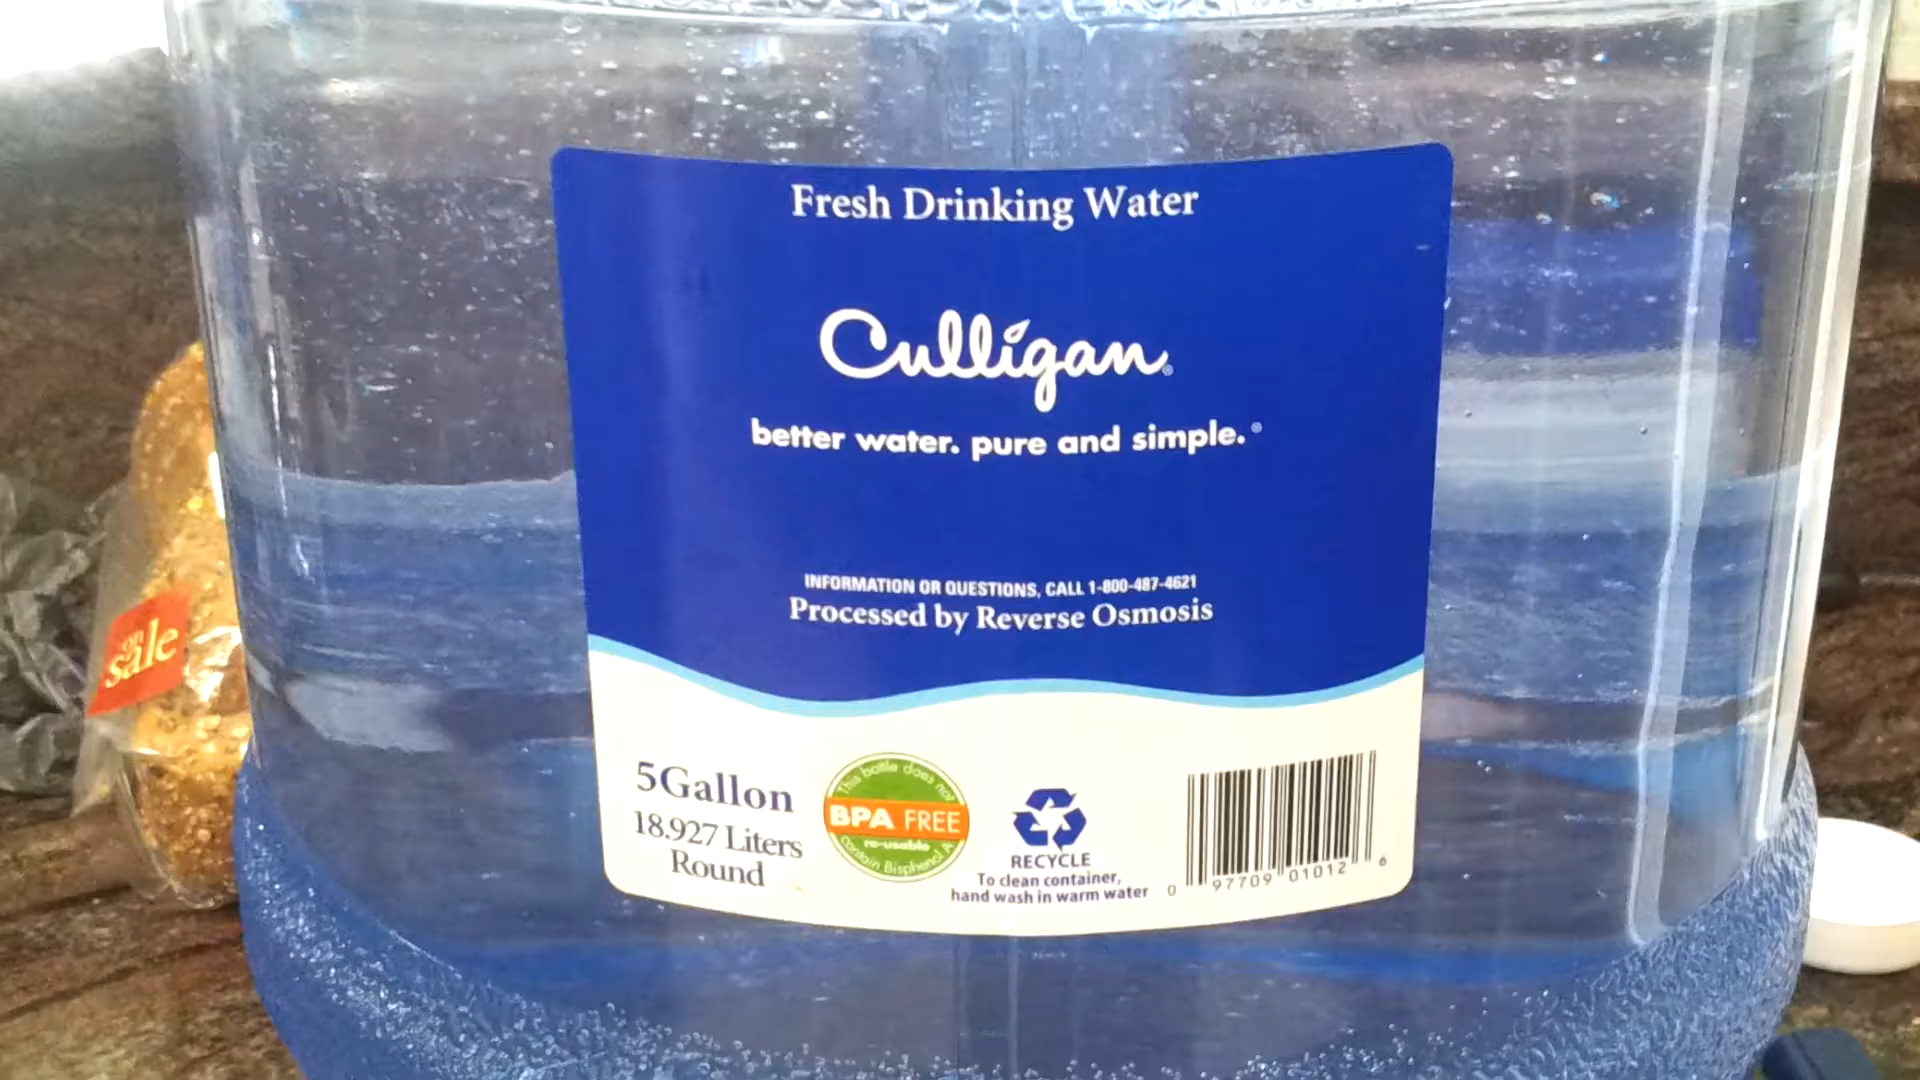 Fresh Drinking Water
Culligan®
better water. pure and simple.®
INFORMATION OR QUESTIONS, CALL 1-800-487-4621
Processed by Reverse Osmosis
5Gallon
18.927 Liters
Round
This bottle does not
BPA FREE
re-usable
contain Bisphenol A
RECYCLE
To clean container,
hand wash in warm water
0 97709 01012 6
on
sale